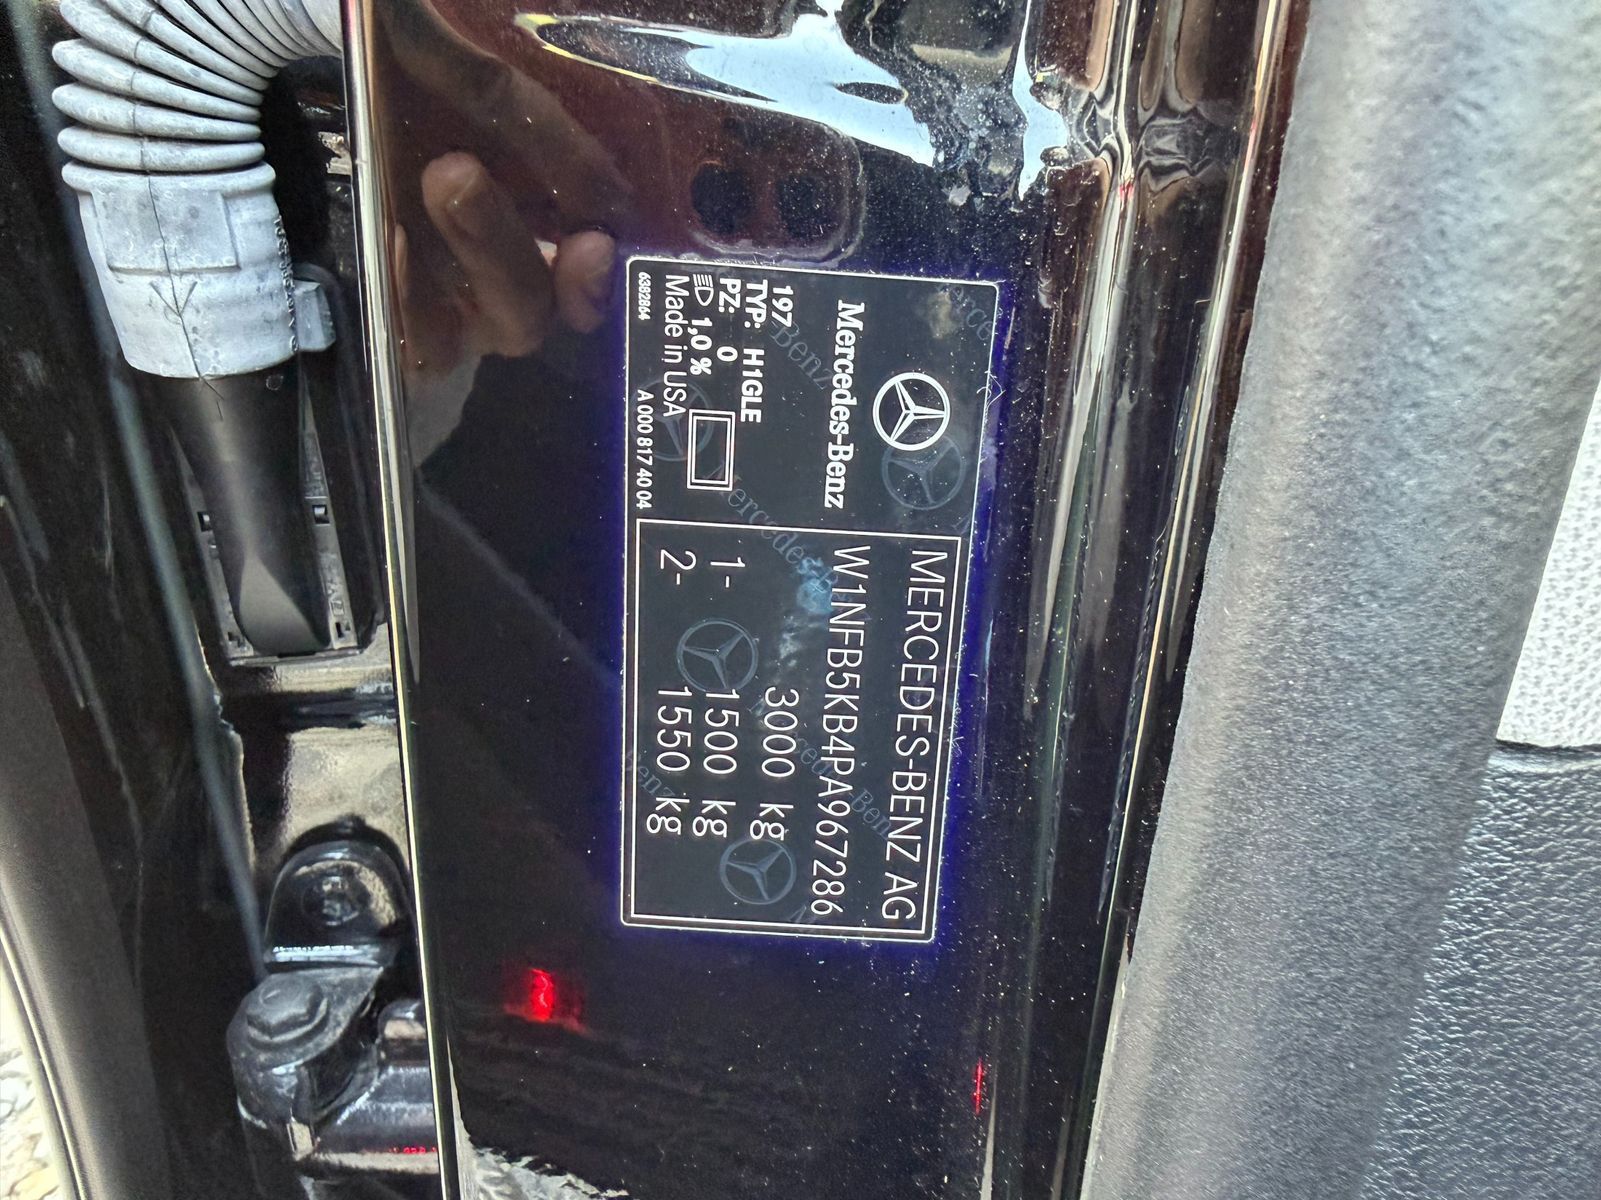 Mercedes-Benz
197
TYP: H1GLE
PZ: 0
1,0 %
Made in USA
6382864 A 000 817 40 04
MERCEDES-BENZ AG
W1NFB5KB4PA967286
3000 kg
1- 1500 kg
2- 1550 kg